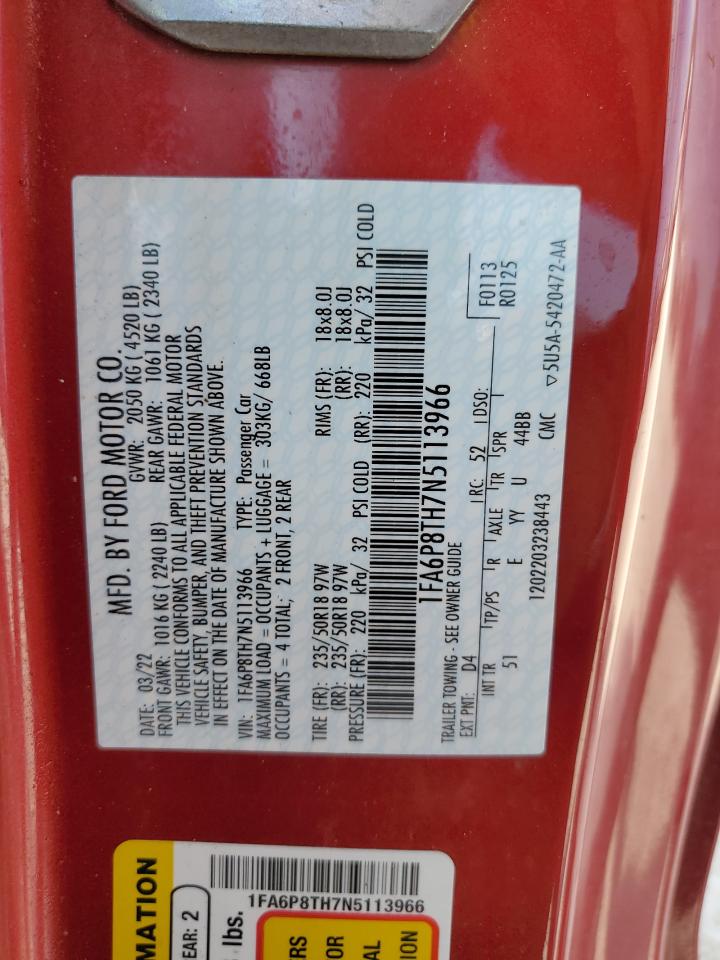 MFD. BY FORD MOTOR CO.
DATE: 03/22 GVWR: 2050 KG ( 4520 LB)
FRONT GAWR: 1016 KG ( 2240 LB) REAR GAWR: 1061 KG ( 2340 LB)
THIS VEHICLE CONFORMS TO ALL APPLICABLE FEDERAL MOTOR
VEHICLE SAFETY, BUMPER, AND THEFT PREVENTION STANDARDS
IN EFFECT ON THE DATE OF MANUFACTURE SHOWN ABOVE.
VIN: 1FA6P8TH7N5113966 TYPE: Passenger Car
MAXIMUM LOAD = OCCUPANTS + LUGGAGE = 303KG/ 668LB
OCCUPANTS = 4 TOTAL; 2 FRONT, 2 REAR
TIRE (FR): 235/50R18 97W RIMS (FR): 18x8.0J
(RR): 235/50R18 97W (RR): 18x8.0J
PRESSURE (FR): 220 kPa/ 32 PSI COLD (RR): 220 kPa/ 32 PSI COLD
1FA6P8TH7N5113966
TRAILER TOWING - SEE OWNER GUIDE
EXT PNT: D4 RC: 52 DSO: F0113
INT TR TP/PS R AXLE TR SPR R0125
51 E YY U 44BB
1202203238443 CMC ▽5U5A-5420472-AA
MATION
EAR: 2
1FA6P8TH7N5113966
lbs.
RS
OR
AL
ION